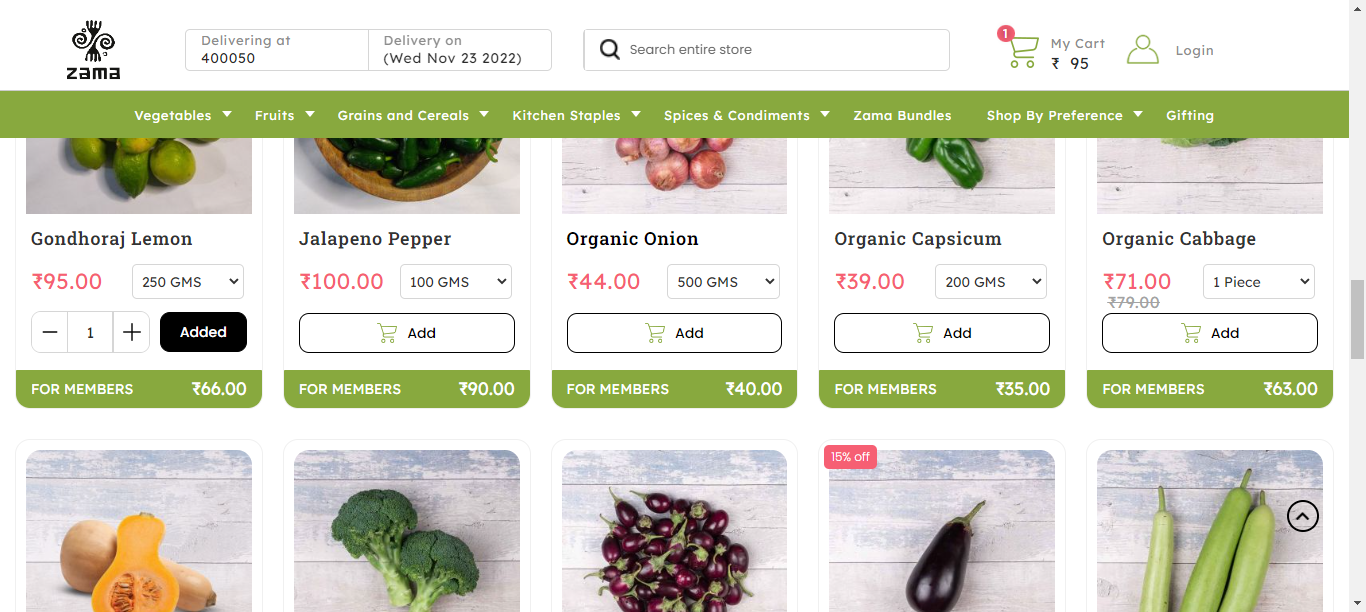 zama
Delivering at
400050
Delivery on
(Wed Nov 23 2022)
Search entire store
1
My Cart
₹ 95
Login
Vegetables
Fruits
Grains and Cereals
Kitchen Staples
Spices & Condiments
Zama Bundles
Shop By Preference
Gifting
Gondhoraj Lemon
₹95.00
250 GMS
1
Added
FOR MEMBERS ₹66.00
Jalapeno Pepper
₹100.00
100 GMS
Add
FOR MEMBERS ₹90.00
Organic Onion
₹44.00
500 GMS
Add
FOR MEMBERS ₹40.00
Organic Capsicum
₹39.00
200 GMS
Add
FOR MEMBERS ₹35.00
Organic Cabbage
₹71.00
1 Piece
₹79.00
Add
FOR MEMBERS ₹63.00
15% off